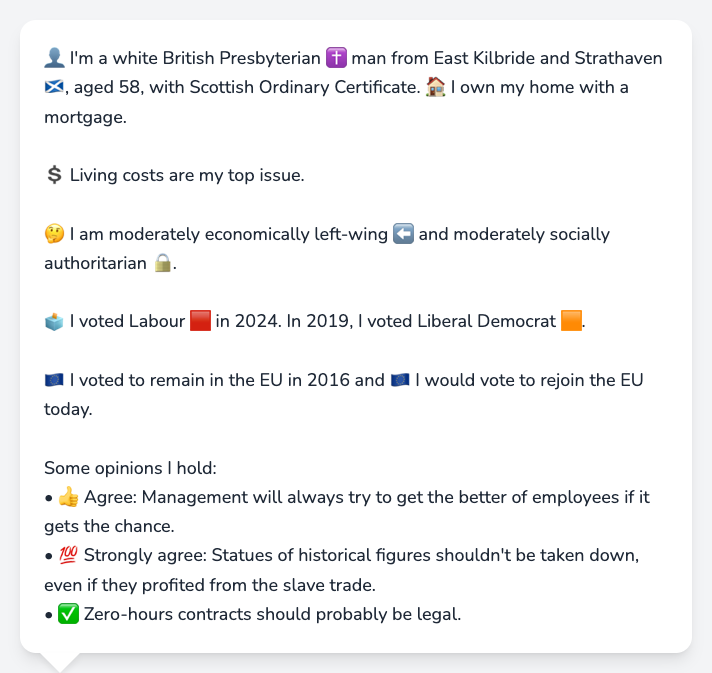 👤 I'm a white British Presbyterian ✝️ man from East Kilbride and Strathaven
🏴󠁧󠁢󠁳󠁣󠁴󠁿, aged 58, with Scottish Ordinary Certificate. 🏠 I own my home with a
mortgage.
💲 Living costs are my top issue.
🤔 I am moderately economically left-wing ⬅️ and moderately socially
authoritarian 🔒.
🗳️ I voted Labour 🟥 in 2024. In 2019, I voted Liberal Democrat 🟧.
🇪🇺 I voted to remain in the EU in 2016 and 🇪🇺 I would vote to rejoin the EU
today.
Some opinions I hold:
• 👍 Agree: Management will always try to get the better of employees if it
gets the chance.
• 💯 Strongly agree: Statues of historical figures shouldn't be taken down,
even if they profited from the slave trade.
• ✅ Zero-hours contracts should probably be legal.